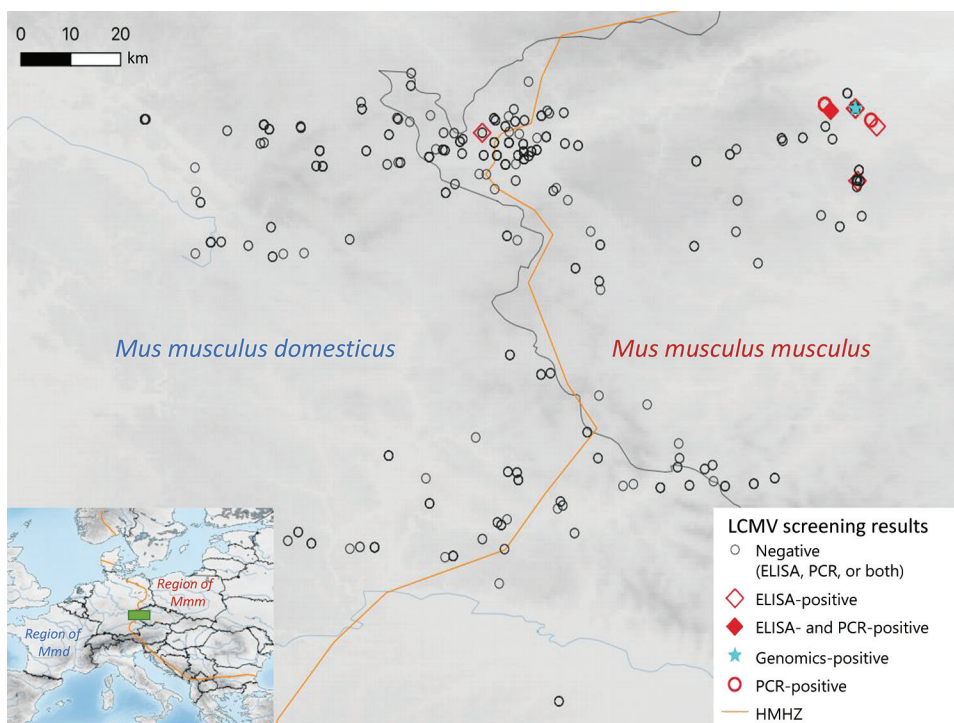 0 10 20
km
Mus musculus domesticus
Mus musculus musculus
Region of
Mmm
Region of
Mmd
LCMV screening results
Negative
(ELISA, PCR, or both)
ELISA-positive
ELISA- and PCR-positive
Genomics-positive
PCR-positive
HMHZ